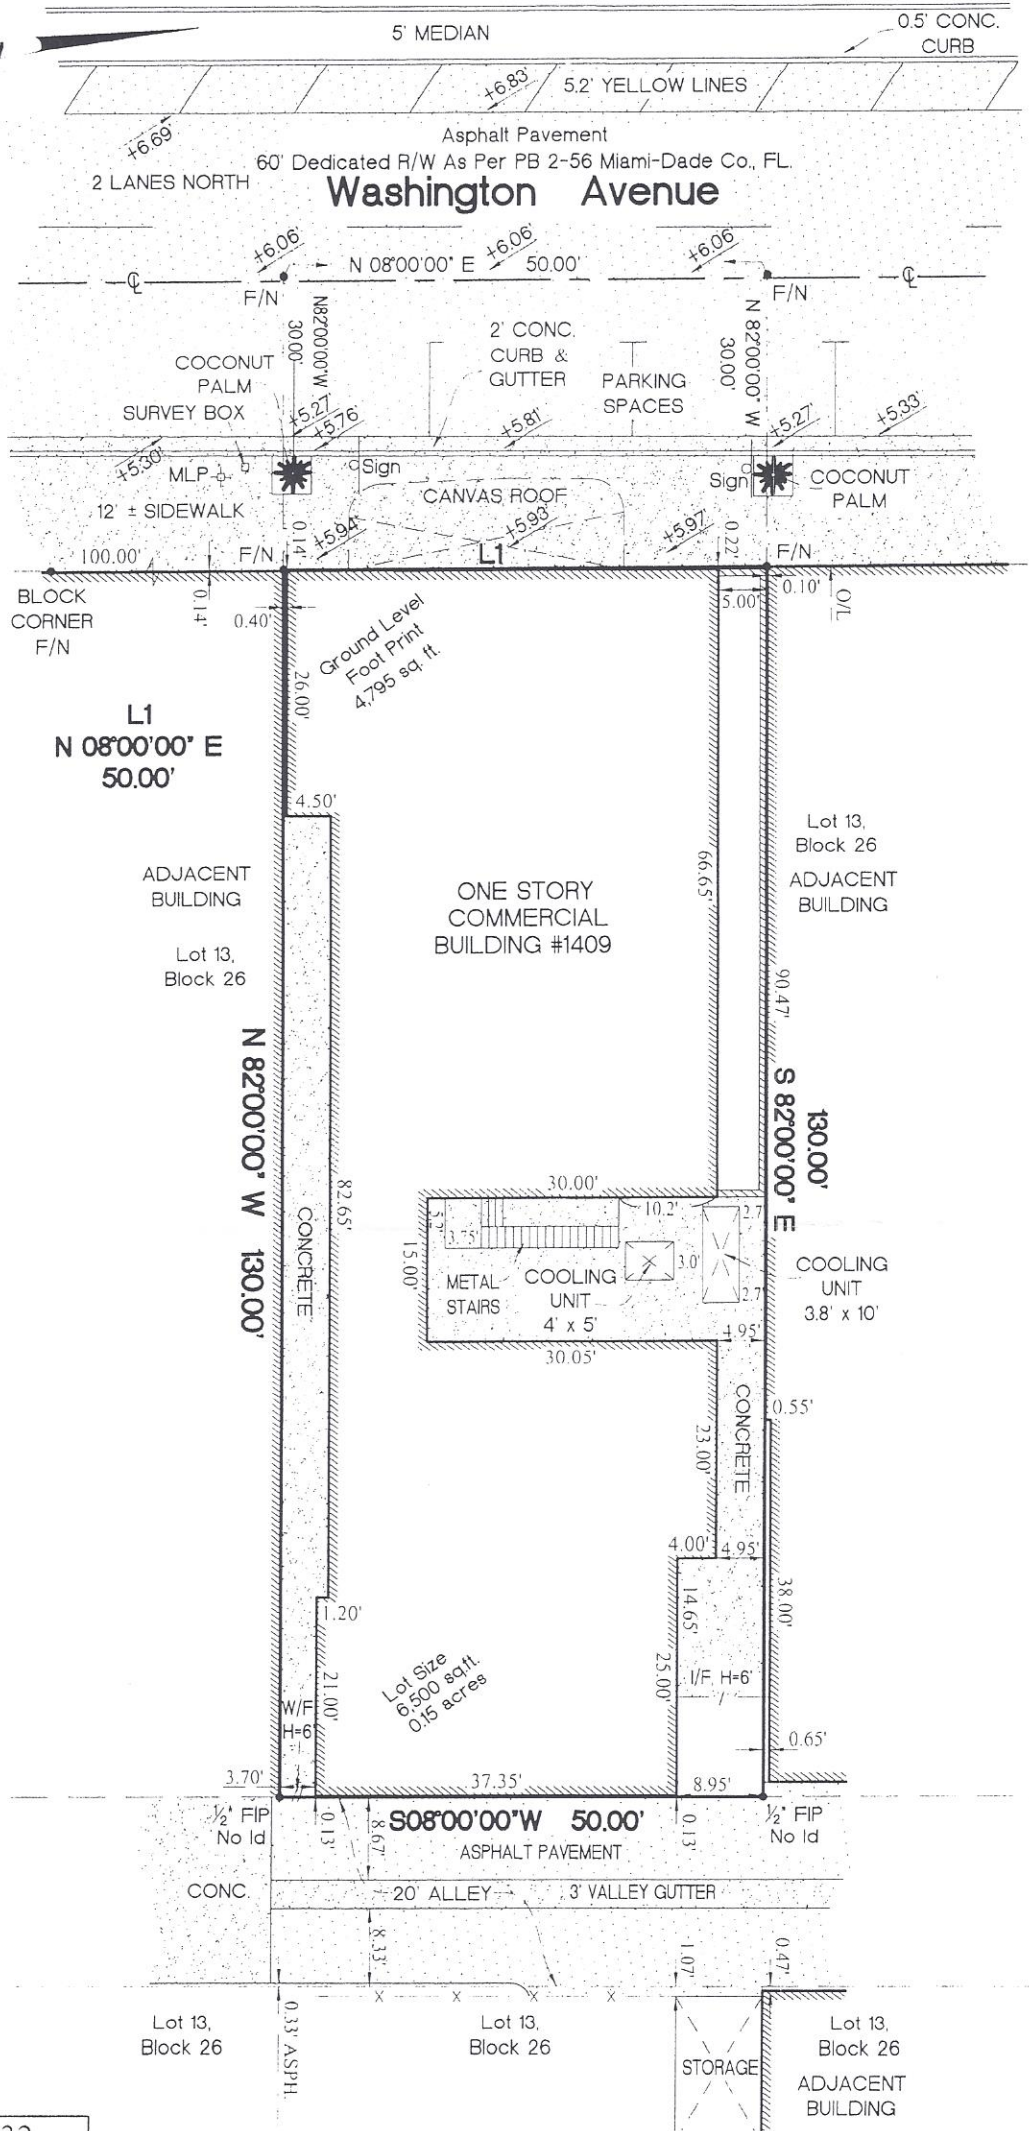 5' MEDIAN
0.5' CONC.
CURB
+6.83'
5.2' YELLOW LINES
+6.69'
Asphalt Pavement
60' Dedicated R/W As Per PB 2-56 Miami-Dade Co., FL.
2 LANES NORTH
Washington Avenue
+6.06'
+6.06'
+6.06'
N 08°00'00" E 50.00'
F/N
F/N
N82°00'00"W
30.00'
2' CONC.
CURB &
GUTTER
N 82°00'00" W
30.00'
COCONUT
PALM
SURVEY BOX
PARKING
SPACES
+5.27'
+5.76'
+5.81'
+5.27'
+5.33'
+5.30'
MLP
Sign
Sign
COCONUT
PALM
CANVAS ROOF
12' ± SIDEWALK
+5.94'
+5.93'
+5.97'
0.14'
0.22'
100.00'
F/N
L1
F/N
BLOCK
CORNER
F/N
0.14'
0.40'
5.00'
0.10'
O/L
Ground Level
Foot Print
4,795 sq. ft.
26.00'
L1
N 08°00'00" E
50.00'
4.50'
Lot 13,
Block 26
ADJACENT
BUILDING
66.65'
ADJACENT
BUILDING
ONE STORY
COMMERCIAL
BUILDING #1409
Lot 13,
Block 26
90.47'
N 82°00'00" W 130.00'
130.00'
S 82°00'00" E
82.65'
CONCRETE
30.00'
5.2'
10.2'
2.7'
3.75'
15.00'
3.0'
METAL
STAIRS
COOLING
UNIT
4' x 5'
2.7'
COOLING
UNIT
3.8' x 10'
4.95'
30.05'
CONCRETE
0.55'
23.00'
4.00'
4.95'
1.20'
14.65'
38.00'
21.00'
Lot Size
6,500 sq.ft.
0.15 acres
25.00'
I/F, H=6'
W/F
H=6'
0.65'
3.70'
37.35'
8.95'
½" FIP
No Id
0.13'
8.67'
S08°00'00"W 50.00'
0.13'
½" FIP
No Id
ASPHALT PAVEMENT
CONC.
20' ALLEY
3' VALLEY GUTTER
8.33'
1.07'
0.47'
0.33' ASPH.
Lot 13,
Block 26
Lot 13,
Block 26
Lot 13,
Block 26
STORAGE
ADJACENT
BUILDING